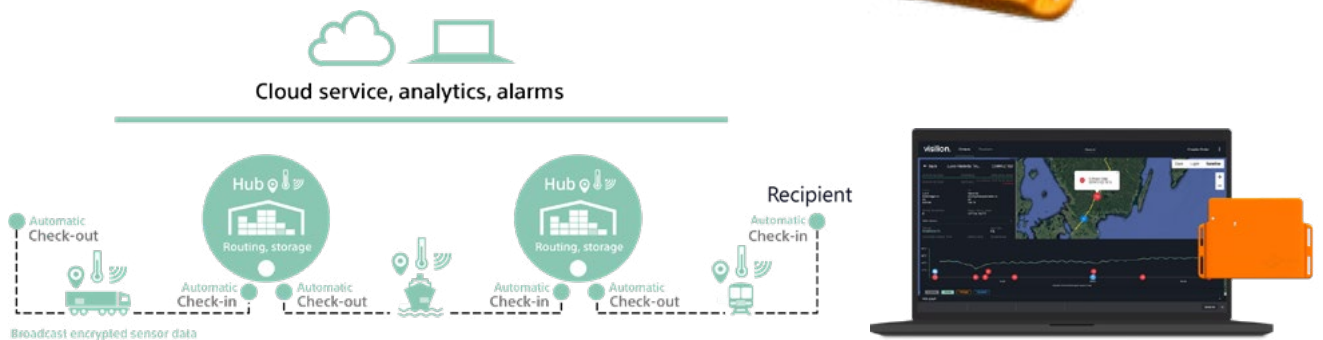 Cloud service, analytics, alarms
Hub
Routing, storage
Hub
Routing, storage
Recipient
Automatic
Check-out
Automatic
Check-in
Automatic
Check-out
Automatic
Check-in
Automatic
Check-out
Automatic
Check-in
Broadcast encrypted sensor data
visilion.